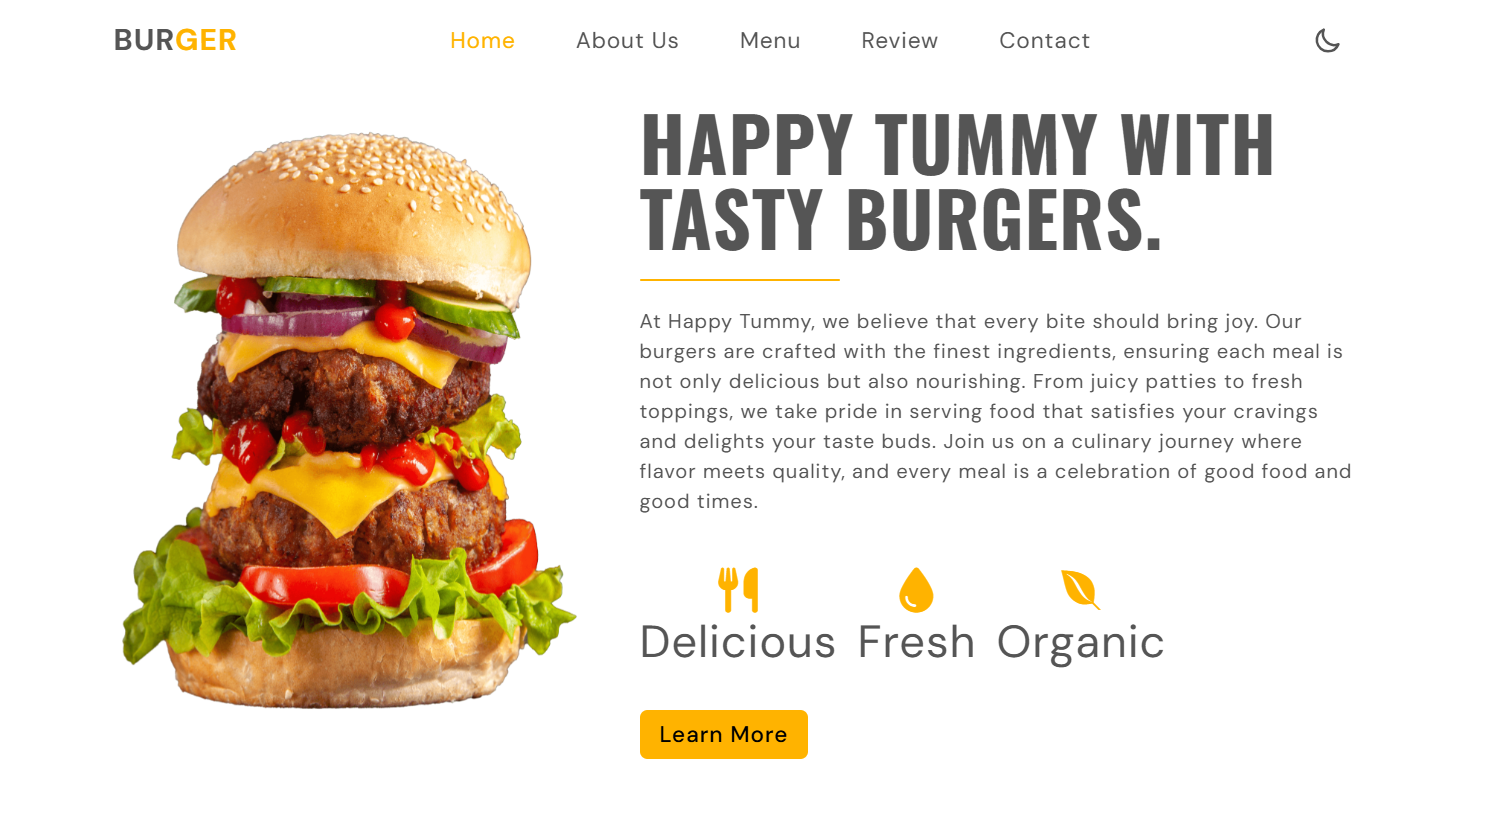 BURGER
Home About Us Menu Review Contact
HAPPY TUMMY WITH
TASTY BURGERS.
At Happy Tummy, we believe that every bite should bring joy. Our
burgers are crafted with the finest ingredients, ensuring each meal is
not only delicious but also nourishing. From juicy patties to fresh
toppings, we take pride in serving food that satisfies your cravings
and delights your taste buds. Join us on a culinary journey where
flavor meets quality, and every meal is a celebration of good food and
good times.
Delicious Fresh Organic
Learn More